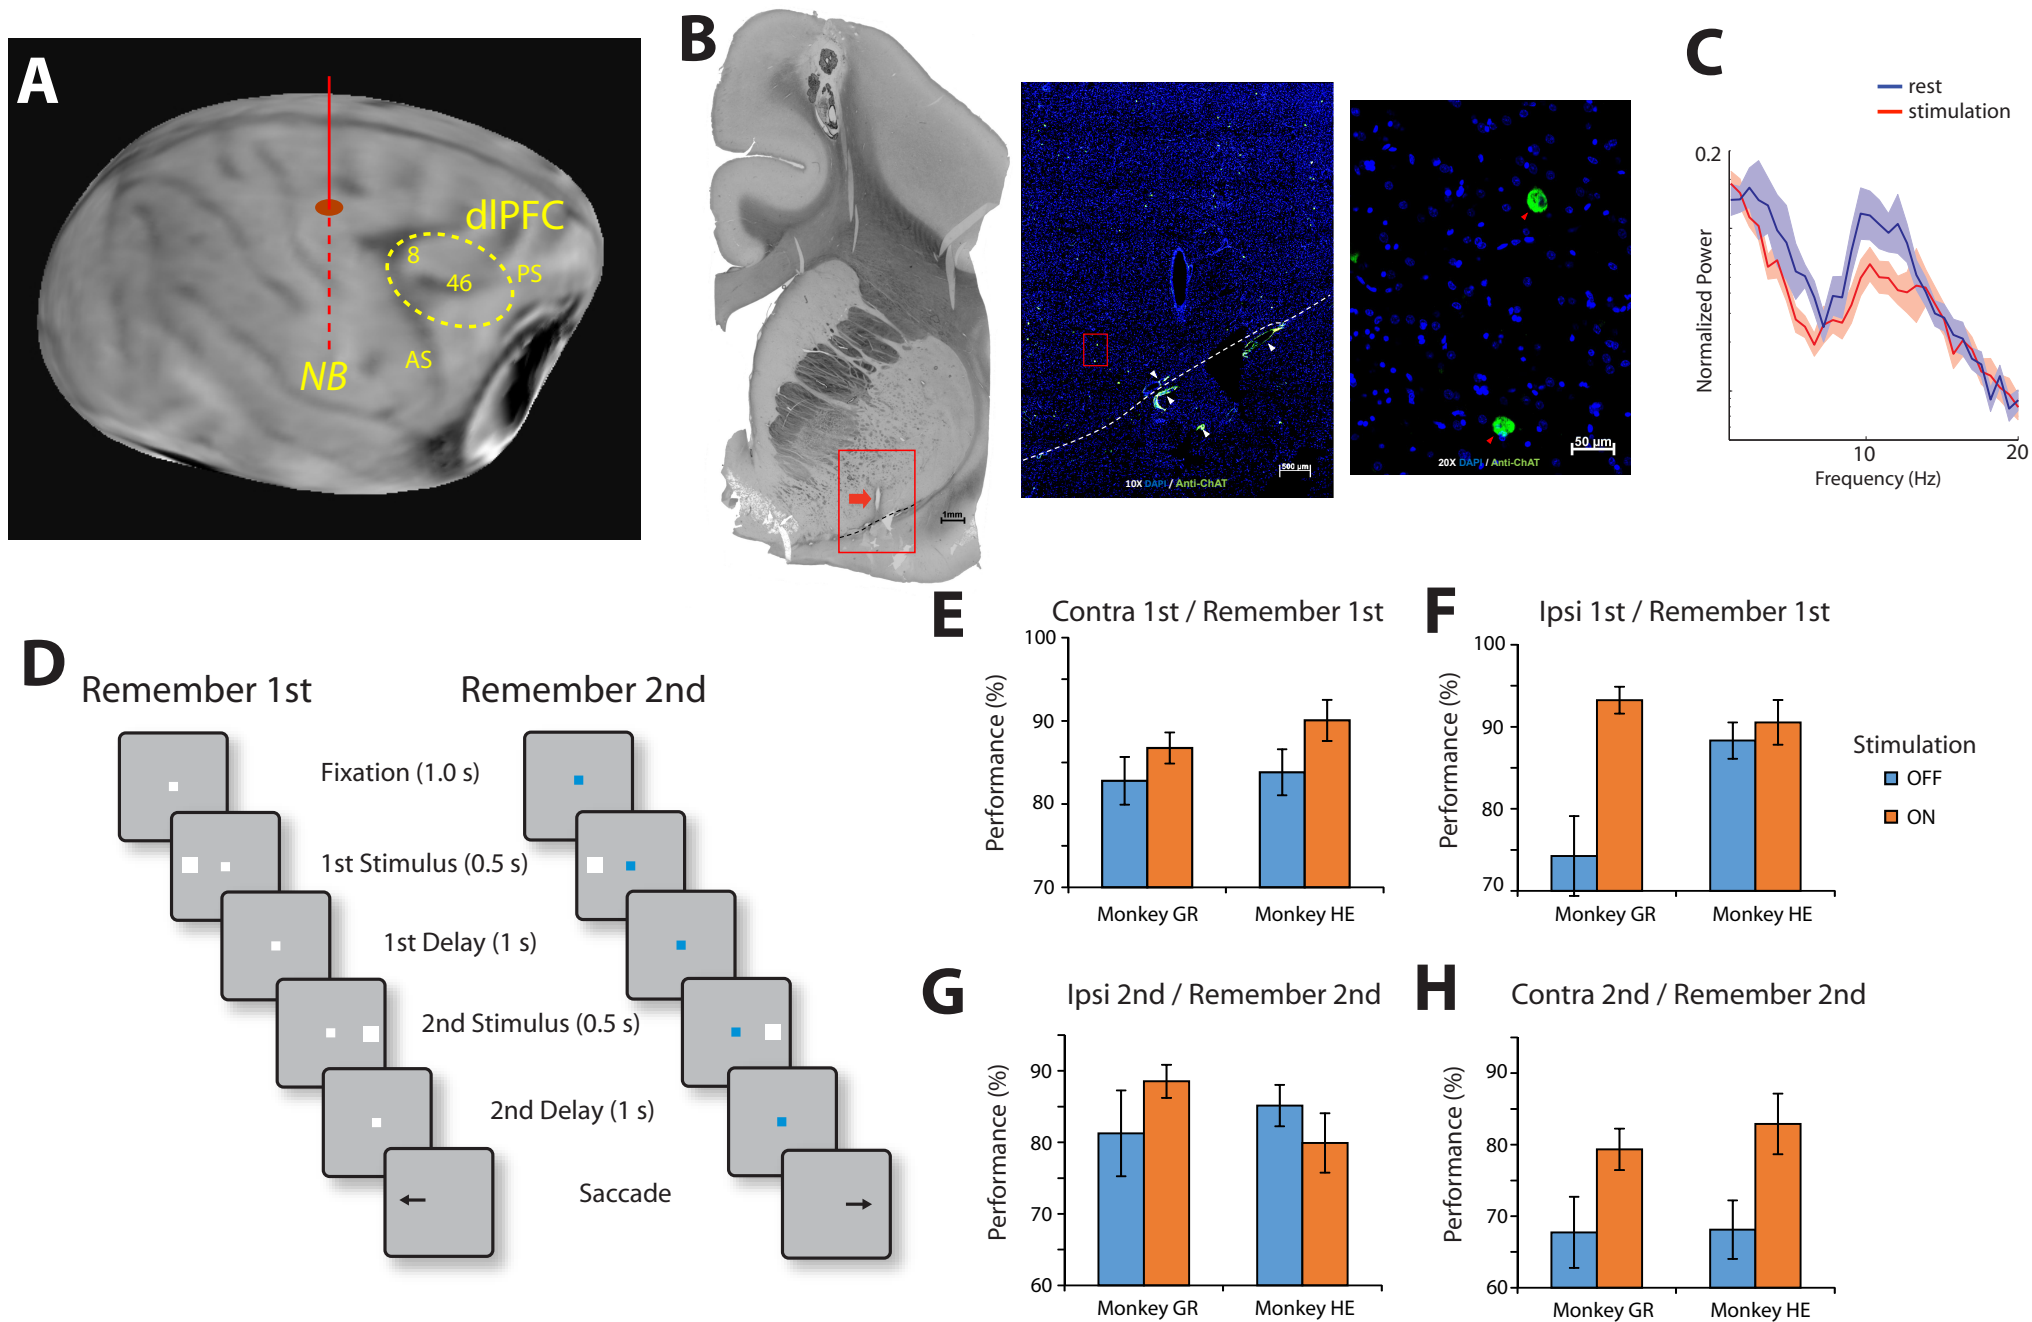 A
dlPFC
8
46
PS
AS
NB
B
1mm
500 µm
10X DAPI / Anti-ChAT
50 µm
20X DAPI / Anti-ChAT
C
rest
stimulation
0.2
Normalized Power
10
20
Frequency (Hz)
D
Remember 1st
Remember 2nd
Fixation (1.0 s)
1st Stimulus (0.5 s)
1st Delay (1 s)
2nd Stimulus (0.5 s)
2nd Delay (1 s)
Saccade
E
Contra 1st / Remember 1st
Performance (%)
100
90
80
70
Monkey GR
Monkey HE
F
Ipsi 1st / Remember 1st
Performance (%)
100
90
80
70
Monkey GR
Monkey HE
Stimulation
OFF
ON
G
Ipsi 2nd / Remember 2nd
Performance (%)
90
80
70
60
Monkey GR
Monkey HE
H
Contra 2nd / Remember 2nd
Performance (%)
90
80
70
60
Monkey GR
Monkey HE